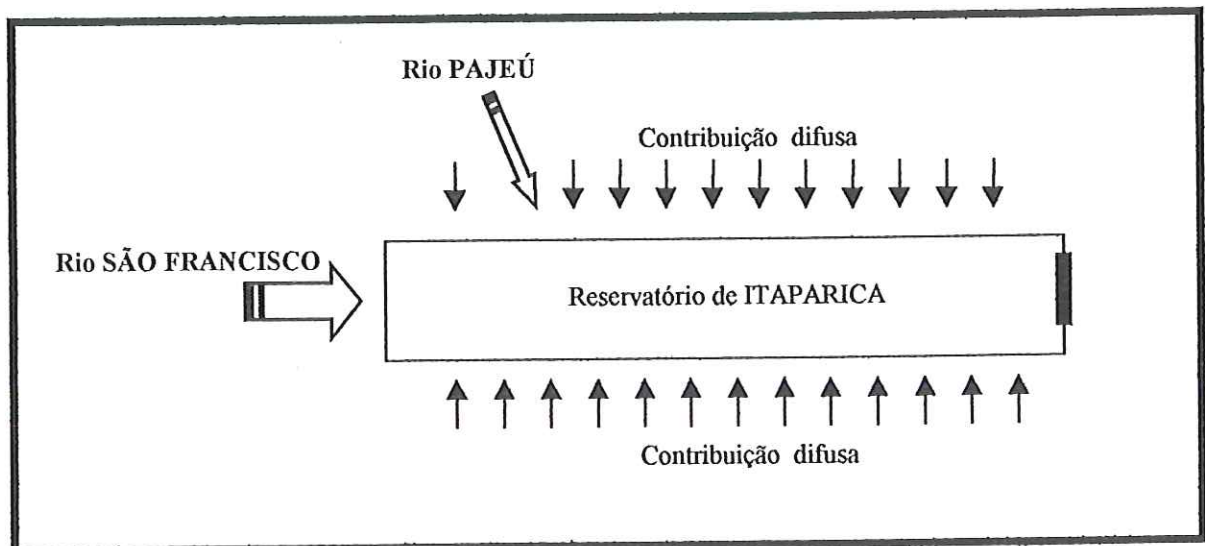 Rio PAJEÚ
Contribuição difusa
Rio SÃO FRANCISCO
Reservatório de ITAPARICA
Contribuição difusa